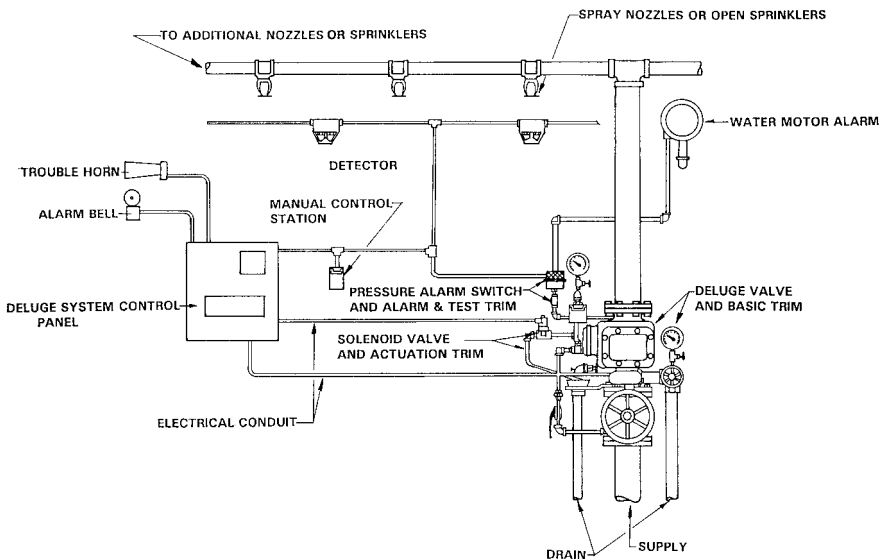 SPRAY NOZZLES OR OPEN SPRINKLERS
TO ADDITIONAL NOZZLES OR SPRINKLERS
WATER MOTOR ALARM
DETECTOR
TROUBLE HORN
MANUAL CONTROL
STATION
ALARM BELL
PRESSURE ALARM SWITCH
AND ALARM & TEST TRIM
DELUGE VALVE
AND BASIC TRIM
DELUGE SYSTEM CONTROL
PANEL
SOLENOID VALVE
AND ACTUATION TRIM
ELECTRICAL CONDUIT
SUPPLY
DRAIN